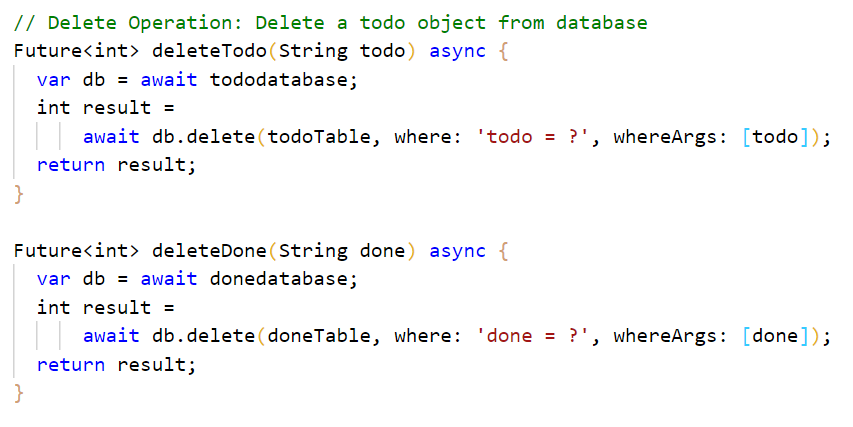 // Delete Operation: Delete a todo object from database
Future<int> deleteTodo(String todo) async {
  var db = await tododatabase;
  int result =
      await db.delete(todoTable, where: 'todo = ?', whereArgs: [todo]);
  return result;
}

Future<int> deleteDone(String done) async {
  var db = await donedatabase;
  int result =
      await db.delete(doneTable, where: 'done = ?', whereArgs: [done]);
  return result;
}